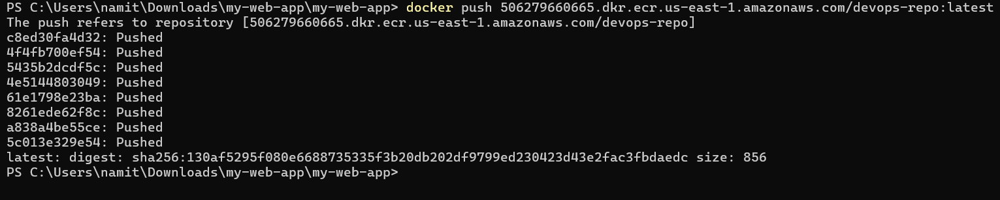 PS C:\Users\namit\Downloads\my-web-app\my-web-app> docker push 506279660665.dkr.ecr.us-east-1.amazonaws.com/devops-repo:latest
The push refers to repository [506279660665.dkr.ecr.us-east-1.amazonaws.com/devops-repo]
c8ed30fa4d32: Pushed
4f4fb700ef54: Pushed
5435b2dcdf5c: Pushed
4e5144803049: Pushed
61e1798e23ba: Pushed
8261ede62f8c: Pushed
a838a4be55ce: Pushed
5c013e329e54: Pushed
latest: digest: sha256:130af5295f080e6688735335f3b20db202df9799ed230423d43e2fac3fbdaedc size: 856
PS C:\Users\namit\Downloads\my-web-app\my-web-app>